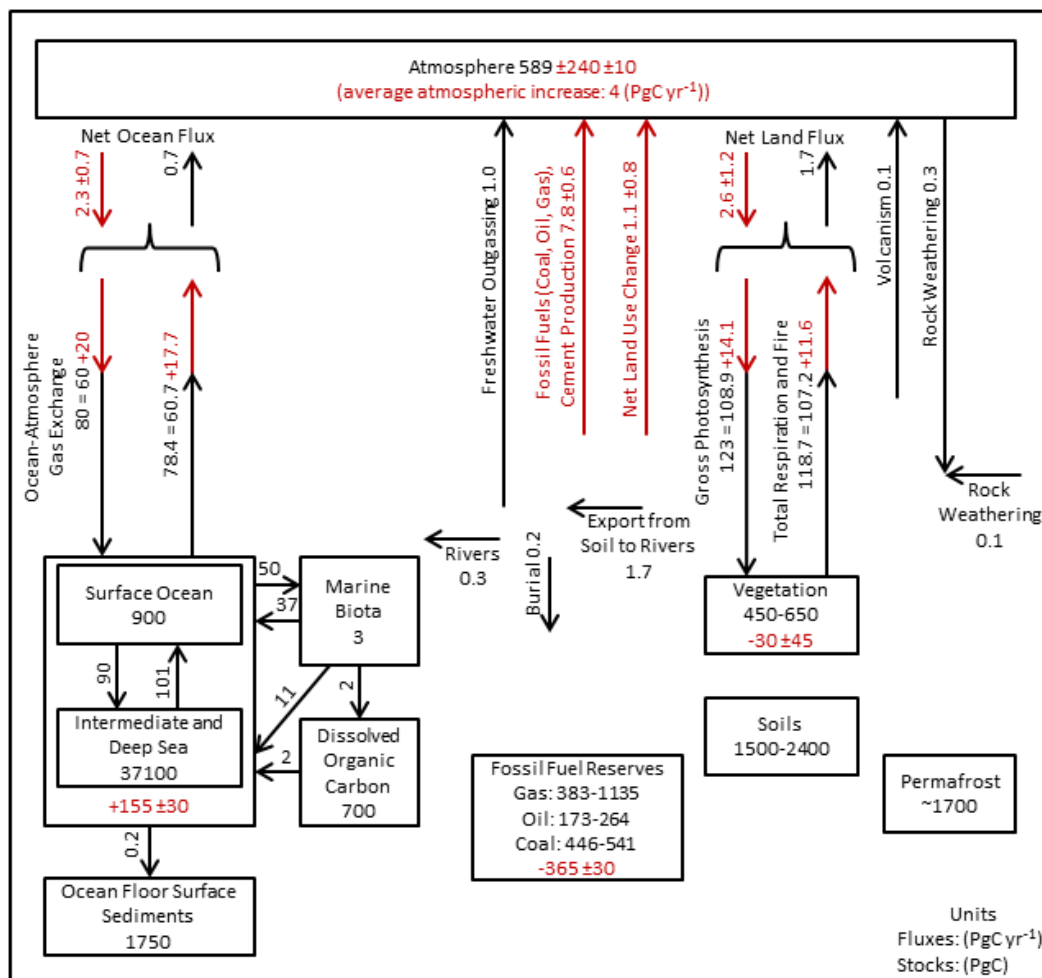 Atmosphere 589 ±240 ±10
(average atmospheric increase: 4 (PgC yr⁻¹))
Net Ocean Flux
2.3 ±0.7
0.7
Ocean-Atmosphere
Gas Exchange
80 = 60 +20
78.4 = 60.7 +17.7
Freshwater Outgassing 1.0
Fossil Fuels (Coal, Oil, Gas),
Cement Production 7.8 ±0.6
Net Land Use Change 1.1 ±0.8
Net Land Flux
2.6 ±1.2
1.7
Gross Photosynthesis
123 = 108.9 +14.1
Total Respiration and Fire
118.7 = 107.2 +11.6
Volcanism 0.1
Rock Weathering 0.3
Rock
Weathering
0.1
Export from
Soil to Rivers
1.7
Rivers
0.3
Burial 0.2
Surface Ocean
900
50
37
Marine
Biota
3
90
101
11
2
Intermediate and
Deep Sea
37100
+155 ±30
2
Dissolved
Organic
Carbon
700
0.2
Ocean Floor Surface
Sediments
1750
Vegetation
450-650
-30 ±45
Soils
1500-2400
Fossil Fuel Reserves
Gas: 383-1135
Oil: 173-264
Coal: 446-541
-365 ±30
Permafrost
~1700
Units
Fluxes: (PgC yr⁻¹)
Stocks: (PgC)